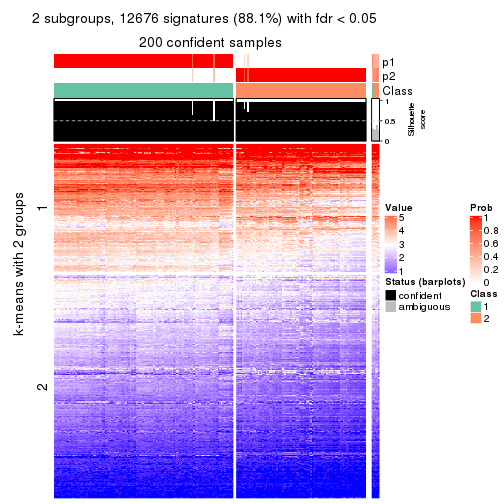 2 subgroups, 12676 signatures (88.1%) with fdr < 0.05
200 confident samples
p1
p2
Class
1
0.5
0
Silhouette
score
k-means with 2 groups
1
2
Value
5
4
3
2
1
Status (barplots)
confident
ambiguous
Prob
1
0.8
0.6
0.4
0.2
0
Class
1
2